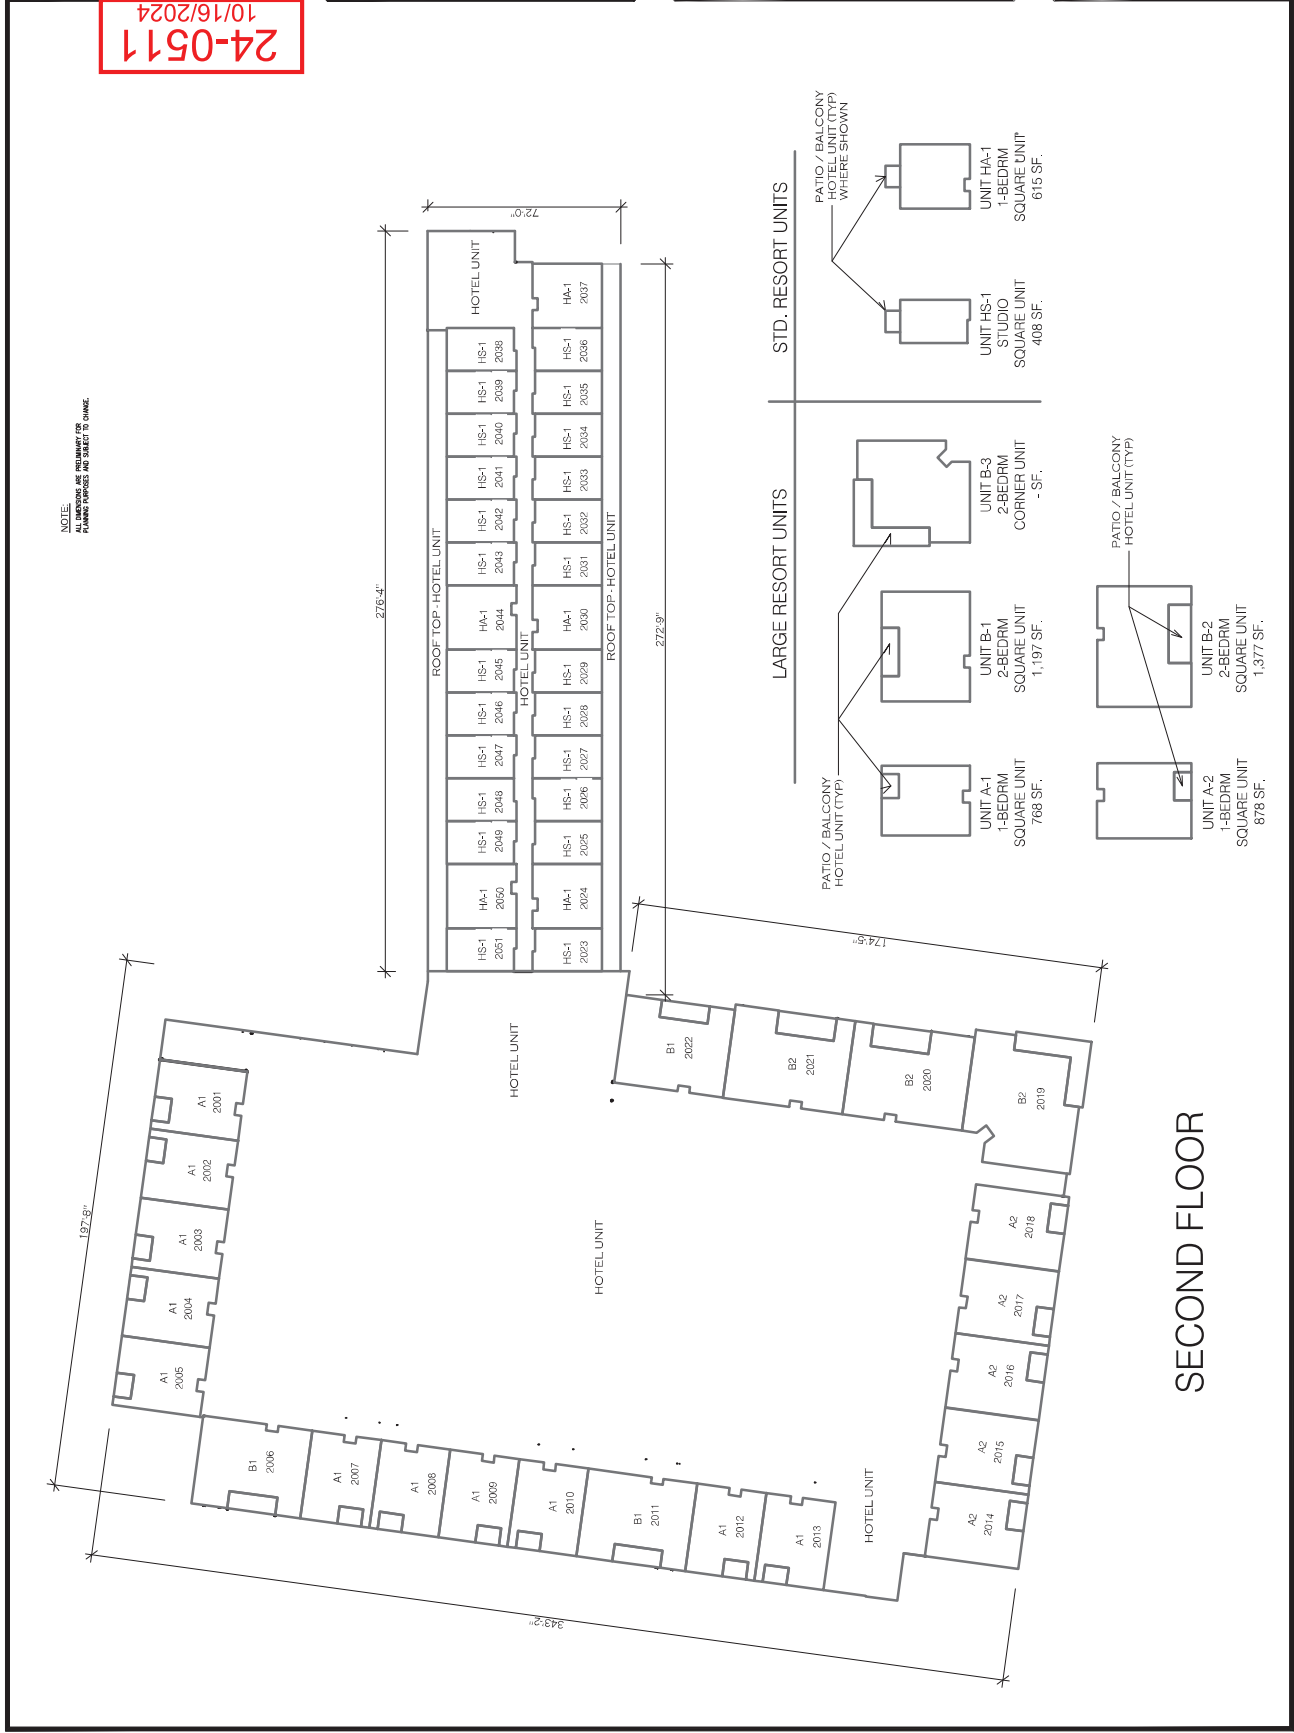 24-0511
10/16/2024
NOTE:
ALL DIMENSIONS ARE PRELIMINARY FOR
PLANNING PURPOSES AND SUBJECT TO CHANGE.
276'-4"
72'-0"
272'-9"
197'-8"
343'-2"
174'-5"
HOTEL UNIT
ROOF TOP - HOTEL UNIT
HS-1
2051
HA-1
2050
HS-1
2049
HS-1
2048
HS-1
2047
HS-1
2046
HS-1
2045
HA-1
2044
HS-1
2043
HS-1
2042
HS-1
2041
HS-1
2040
HS-1
2039
HS-1
2038
HOTEL UNIT
HS-1
2023
HA-1
2024
HS-1
2025
HS-1
2026
HS-1
2027
HS-1
2028
HS-1
2029
HA-1
2030
HS-1
2031
HS-1
2032
HS-1
2033
HS-1
2034
HS-1
2035
HS-1
2036
HA-1
2037
ROOF TOP - HOTEL UNIT
A1
2001
A1
2002
A1
2003
A1
2004
A1
2005
B1
2006
A1
2007
A1
2008
A1
2009
A1
2010
B1
2011
A1
2012
A1
2013
HOTEL UNIT
HOTEL UNIT
HOTEL UNIT
A2
2014
A2
2015
A2
2016
A2
2017
A2
2018
B2
2019
B2
2020
B2
2021
B1
2022
SECOND FLOOR
LARGE RESORT UNITS
STD. RESORT UNITS
PATIO / BALCONY
HOTEL UNIT (TYP)
UNIT A-1
1-BEDRM
SQUARE UNIT
768 SF.
UNIT B-1
2-BEDRM
SQUARE UNIT
1,197 SF.
UNIT B-3
2-BEDRM
CORNER UNIT
- SF.
PATIO / BALCONY
HOTEL UNIT (TYP)
WHERE SHOWN
UNIT HS-1
STUDIO
SQUARE UNIT
408 SF.
UNIT HA-1
1-BEDRM
SQUARE UNIT
615 SF.
PATIO / BALCONY
HOTEL UNIT (TYP)
UNIT A-2
1-BEDRM
SQUARE UNIT
878 SF.
UNIT B-2
2-BEDRM
SQUARE UNIT
1,377 SF.